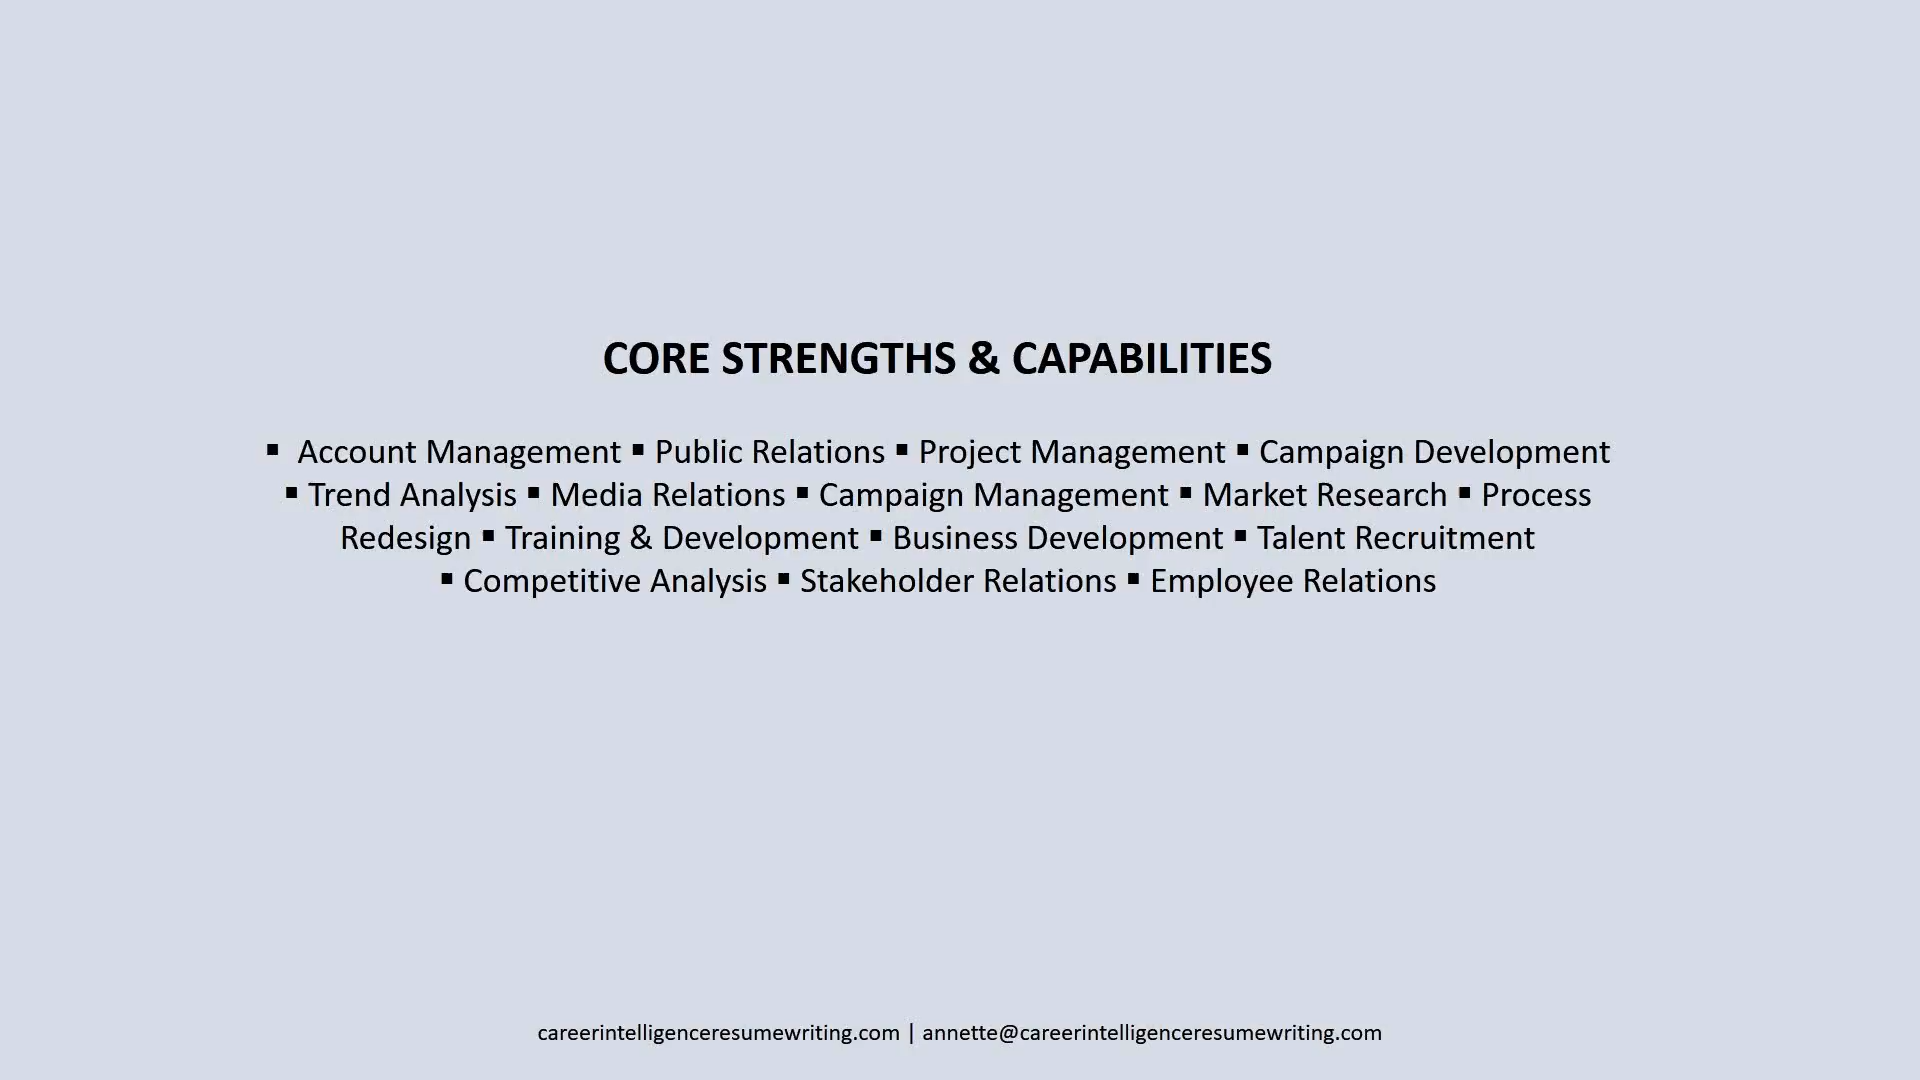 CORE STRENGTHS & CAPABILITIES
▪ Account Management ▪ Public Relations ▪ Project Management ▪ Campaign Development
▪ Trend Analysis ▪ Media Relations ▪ Campaign Management ▪ Market Research ▪ Process
Redesign ▪ Training & Development ▪ Business Development ▪ Talent Recruitment
▪ Competitive Analysis ▪ Stakeholder Relations ▪ Employee Relations
careerintelligenceresumewriting.com | annette@careerintelligenceresumewriting.com